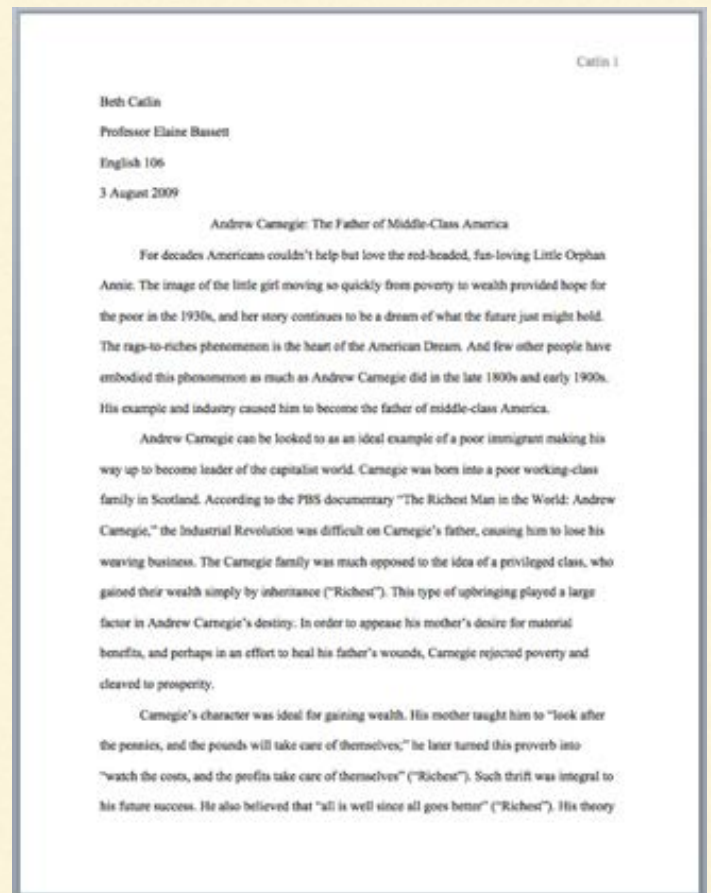 Catlin 1
Beth Catlin
Professor Elaine Bassett
English 106
3 August 2009
Andrew Carnegie: The Father of Middle-Class America
For decades Americans couldn't help but love the red-headed, fun-loving Little Orphan
Annie. The image of the little girl moving so quickly from poverty to wealth provided hope for
the poor in the 1930s, and her story continues to be a dream of what the future just might hold.
The rags-to-riches phenomenon is the heart of the American Dream. And few other people have
embodied this phenomenon as much as Andrew Carnegie did in the late 1800s and early 1900s.
His example and industry caused him to become the father of middle-class America.
Andrew Carnegie can be looked to as an ideal example of a poor immigrant making his
way up to become leader of the capitalist world. Carnegie was born into a poor working-class
family in Scotland. According to the PBS documentary “The Richest Man in the World: Andrew
Carnegie,” the Industrial Revolution was difficult on Carnegie's father, causing him to lose his
weaving business. The Carnegie family was much opposed to the idea of a privileged class, who
gained their wealth simply by inheritance (“Richest”). This type of upbringing played a large
factor in Andrew Carnegie's destiny. In order to appease his mother's desire for material
benefits, and perhaps in an effort to heal his father's wounds, Carnegie rejected poverty and
cleaved to prosperity.
Carnegie's character was ideal for gaining wealth. His mother taught him to “look after
the pennies, and the pounds will take care of themselves;” he later turned this proverb into
“watch the costs, and the profits take care of themselves” (“Richest”). Such thrift was integral to
his future success. He also believed that “all is well since all goes better” (“Richest”). His theory